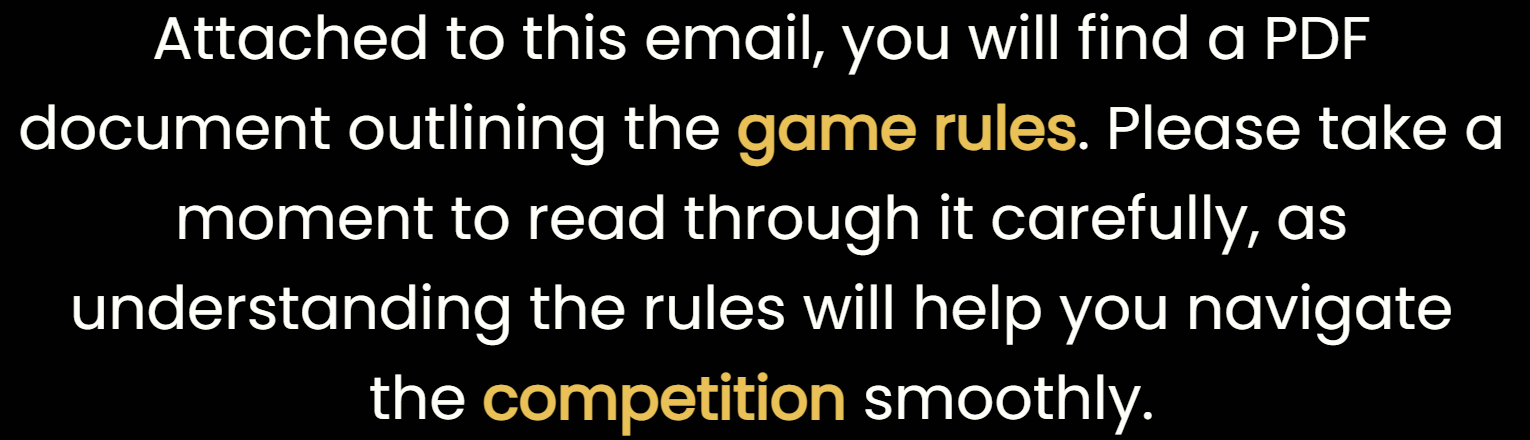 Attached to this email, you will find a PDF
document outlining the game rules. Please take a
moment to read through it carefully, as
understanding the rules will help you navigate
the competition smoothly.